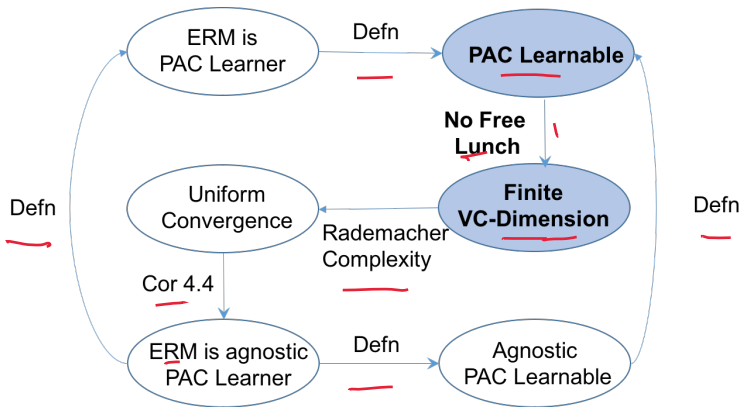 ERM is
PAC Learner
Defn
PAC Learnable
No Free
Lunch
Uniform
Convergence
Finite
VC-Dimension
Defn
Defn
Rademacher
Complexity
Cor 4.4
ERM is agnostic
PAC Learner
Defn
Agnostic
PAC Learnable